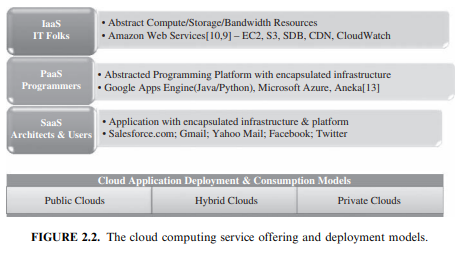 IaaS
IT Folks
• Abstract Compute/Storage/Bandwidth Resources
• Amazon Web Services[10,9] – EC2, S3, SDB, CDN, CloudWatch
PaaS
Programmers
• Abstracted Programming Platform with encapsulated infrastructure
• Google Apps Engine(Java/Python), Microsoft Azure, Aneka[13]
SaaS
Architects & Users
• Application with encapsulated infrastructure & platform
• Salesforce.com; Gmail; Yahoo Mail; Facebook; Twitter
Cloud Application Deployment & Consumption Models
Public Clouds Hybrid Clouds Private Clouds
FIGURE 2.2. The cloud computing service offering and deployment models.